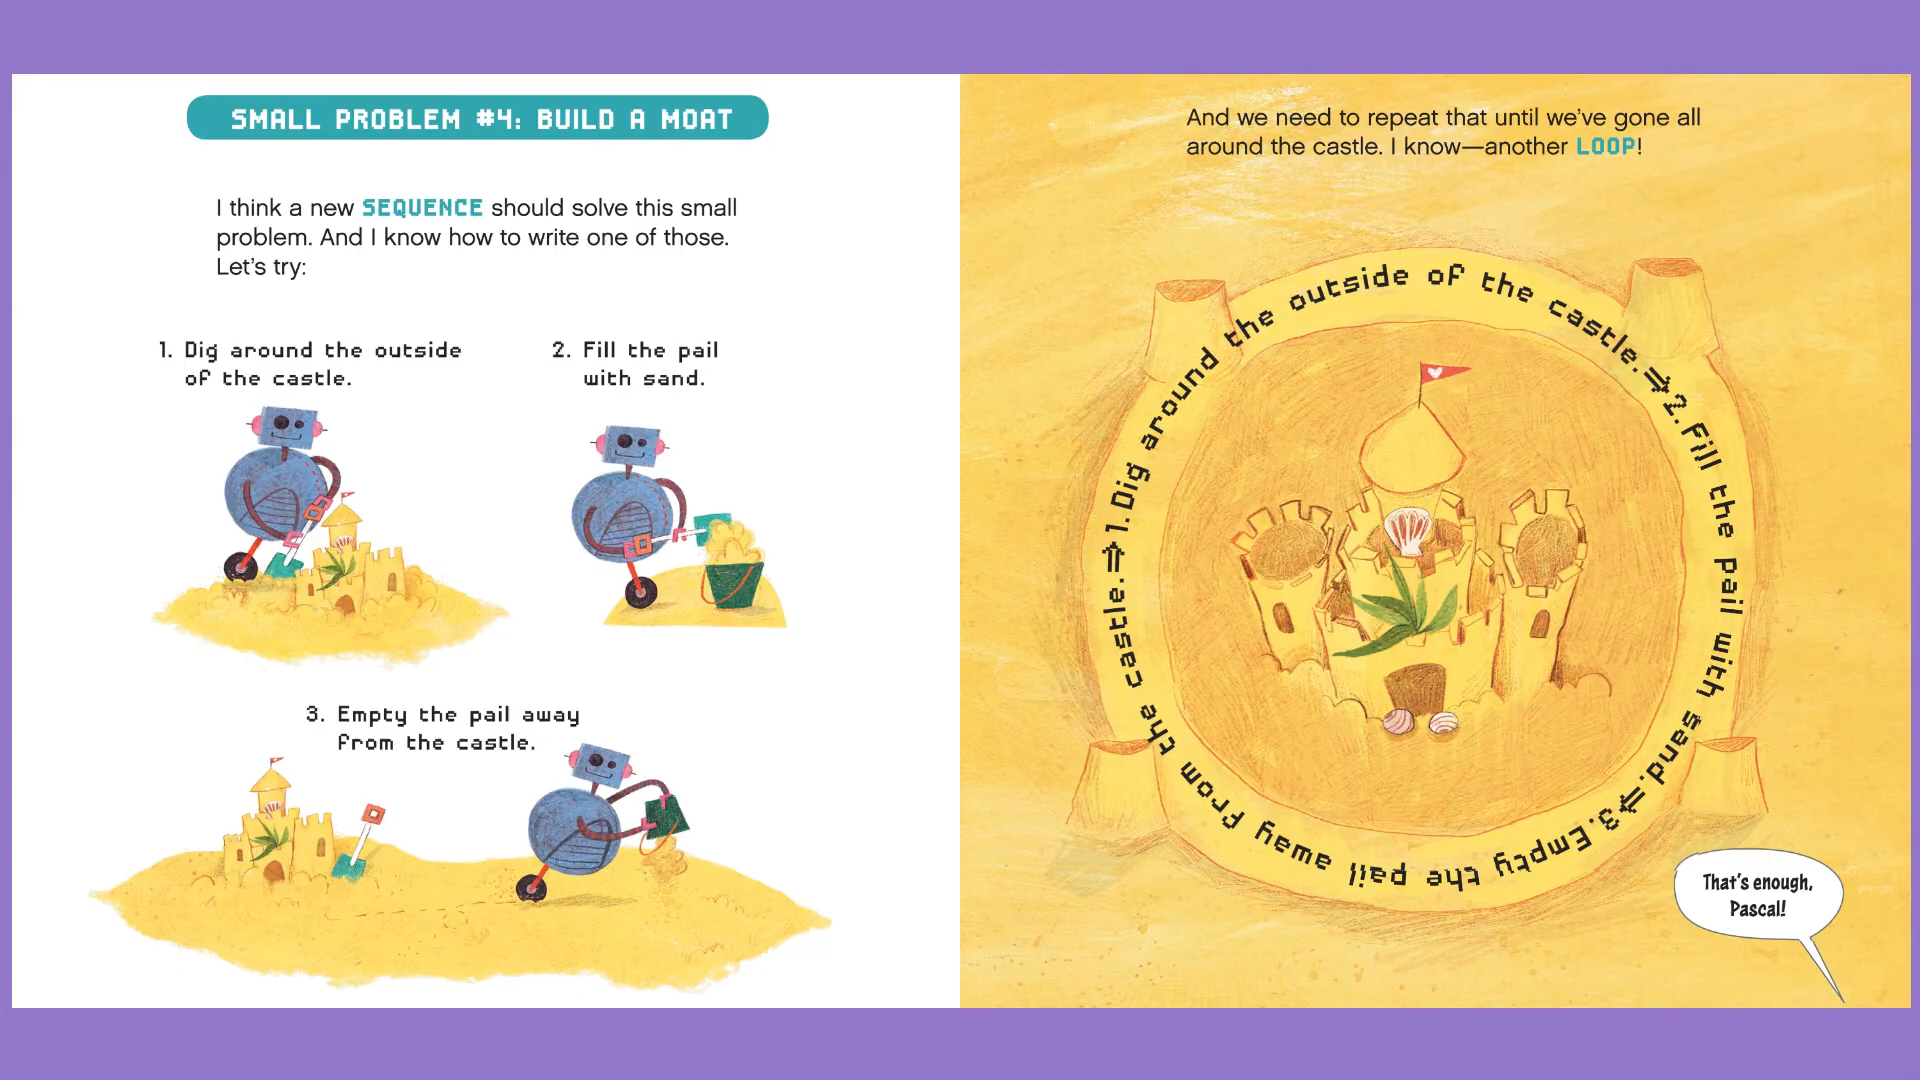 SMALL PROBLEM #4: BUILD A MOAT
I think a new SEQUENCE should solve this small
problem. And I know how to write one of those.
Let's try:
1. Dig around the outside
of the castle.
2. Fill the pail
with sand.
3. Empty the pail away
from the castle.
And we need to repeat that until we've gone all
around the castle. I know—another LOOP!
⇒1. Dig around the outside of the castle.⇒2. Fill the pail with sand.⇒3. Empty the pail away from the castle.
That's enough,
Pascal!